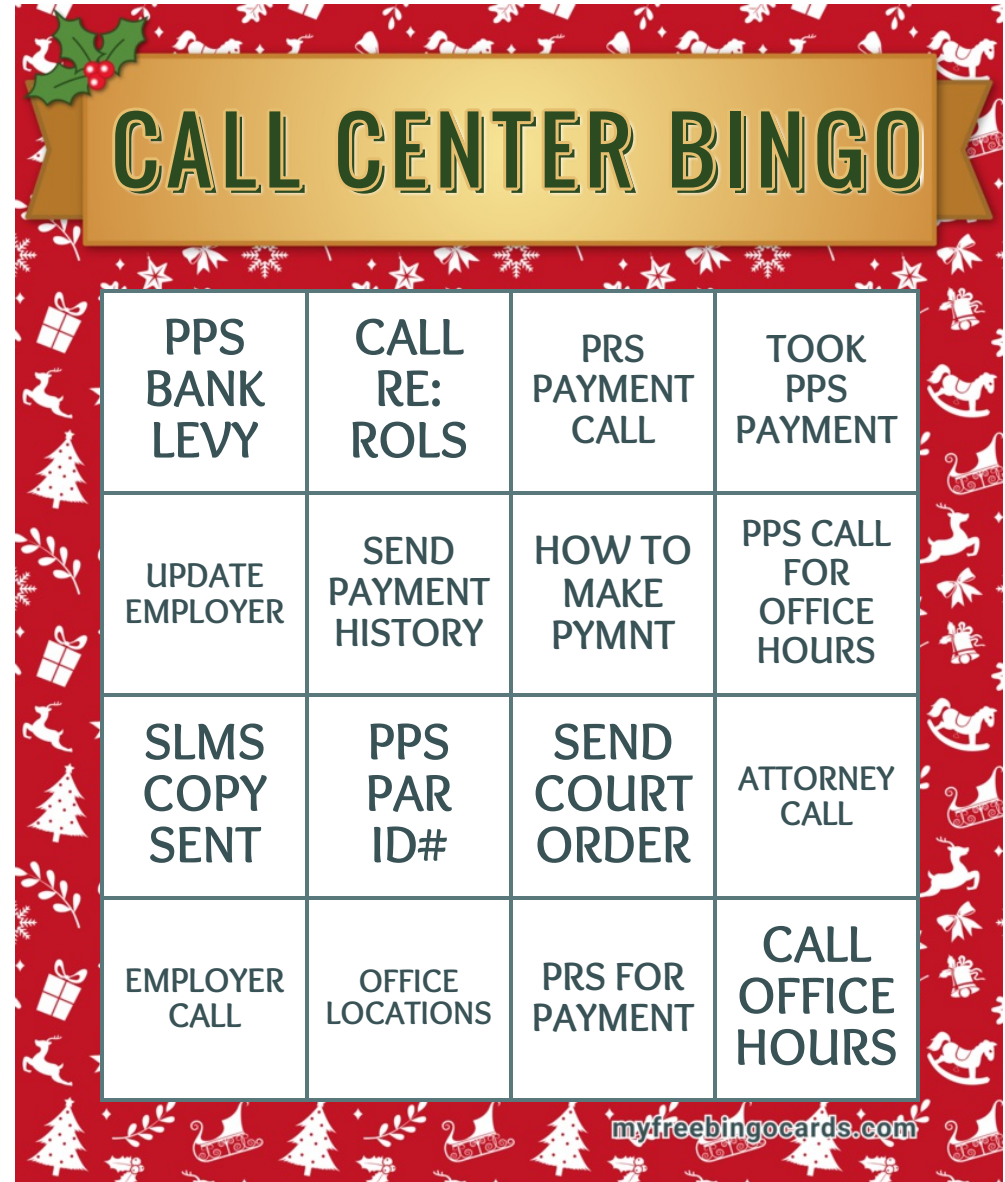 CALL CENTER BINGO
PPS
BANK
LEVY
CALL
RE:
ROLS
PRS
PAYMENT
CALL
TOOK
PPS
PAYMENT
UPDATE
EMPLOYER
SEND
PAYMENT
HISTORY
HOW TO
MAKE
PYMNT
PPS CALL
FOR
OFFICE
HOURS
SLMS
COPY
SENT
PPS
PAR
ID#
SEND
COURT
ORDER
ATTORNEY
CALL
EMPLOYER
CALL
OFFICE
LOCATIONS
PRS FOR
PAYMENT
CALL
OFFICE
HOURS
myfreebingocards.com